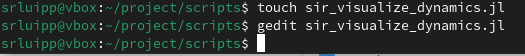 srluipp@vbox:~/project/scripts$ touch sir_visualize_dynamics.jl
srluipp@vbox:~/project/scripts$ gedit sir_visualize_dynamics.jl
srluipp@vbox:~/project/scripts$